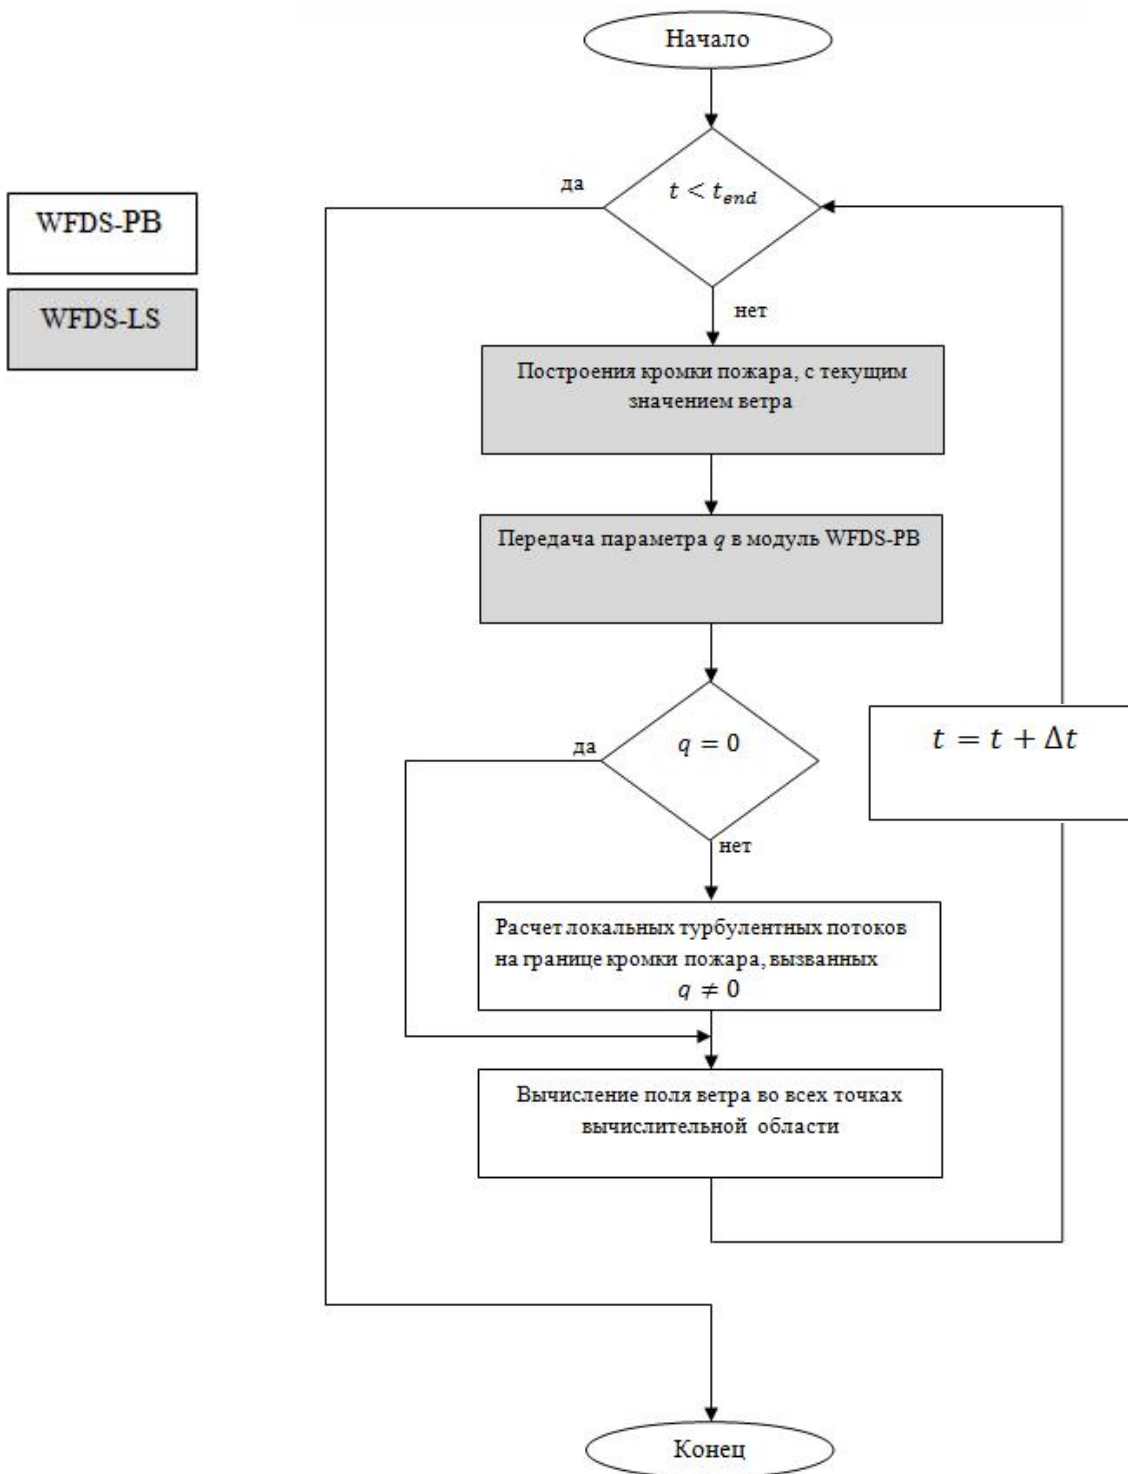 Начало
да
t < t_end
WFDS-PB
WFDS-LS
нет
Построения кромки пожара, с текущим
значением ветра
Передача параметра q в модуль WFDS-PB
да
q = 0
t = t + Δt
нет
Расчет локальных турбулентных потоков
на границе кромки пожара, вызванных
q ≠ 0
Вычисление поля ветра во всех точках
вычислительной области
Конец